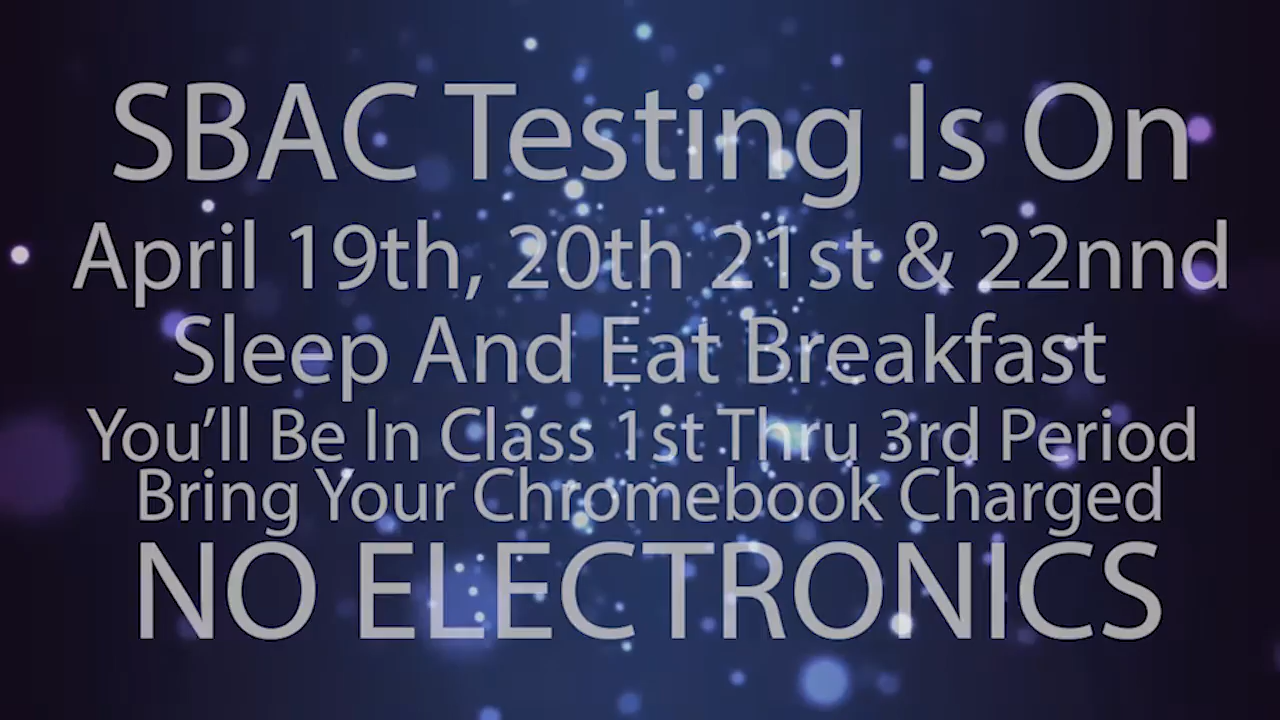 SBAC Testing Is On
April 19th, 20th 21st & 22nnd
Sleep And Eat Breakfast
You’ll Be In Class 1st Thru 3rd Period
Bring Your Chromebook Charged
NO ELECTRONICS